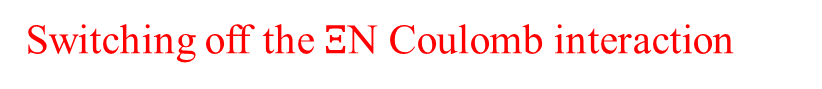 Switching off the ΞN Coulomb interaction